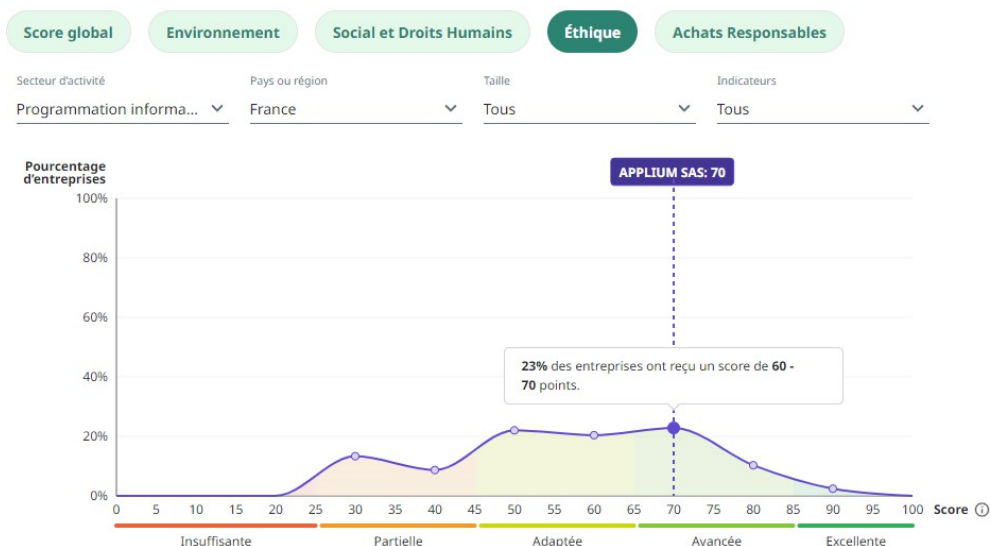 Score global
Environnement
Social et Droits Humains
Éthique
Achats Responsables
Secteur d'activité
Pays ou région
Taille
Indicateurs
Programmation informa...
France
Tous
Tous
Pourcentage
d'entreprises
APPLIUM SAS: 70
100%
80%
60%
40%
20%
0%
23% des entreprises ont reçu un score de 60 -
70 points.
0 5 10 15 20 25 30 35 40 45 50 55 60 65 70 75 80 85 90 95 100 Score
Insuffisante
Partielle
Adaptée
Avancée
Excellente